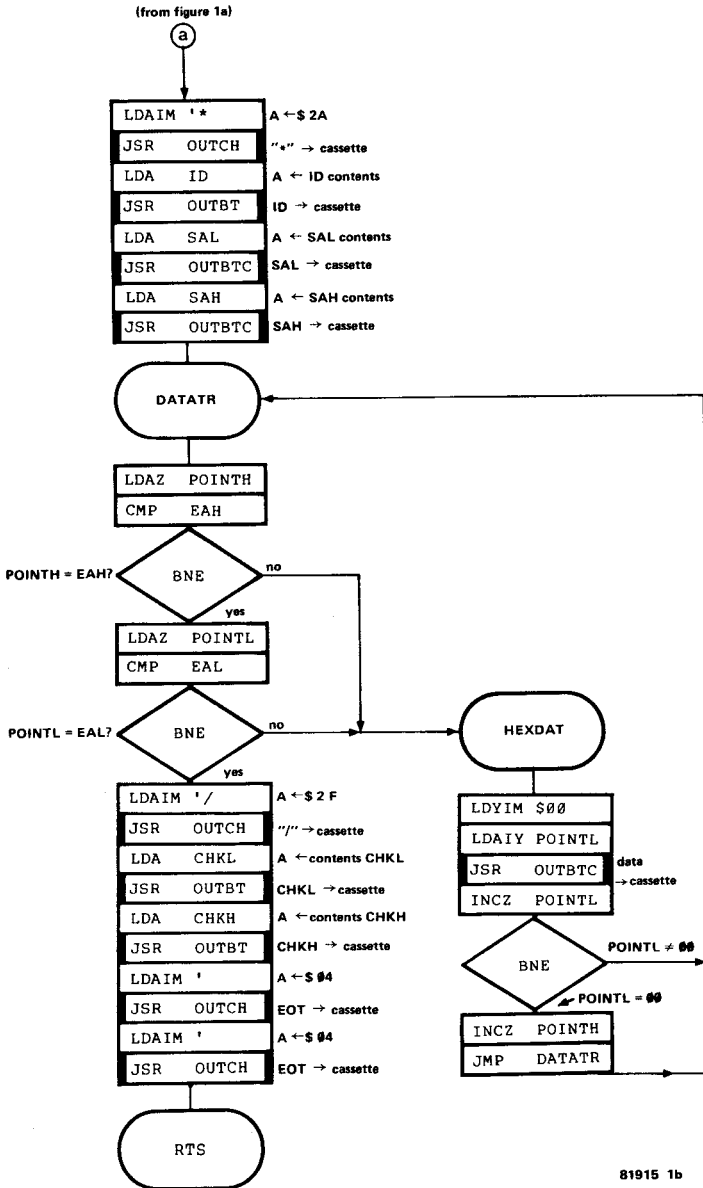 (from figure 1a)
a
LDAIM '*
A ←$ 2A
JSR OUTCH
"*" → cassette
LDA ID
A ← ID contents
JSR OUTBT
ID → cassette
LDA SAL
A ← SAL contents
JSR OUTBTC
SAL → cassette
LDA SAH
A ← SAH contents
JSR OUTBTC
SAH → cassette
DATATR
LDAZ POINTH
CMP EAH
POINTH = EAH?
BNE
no
yes
LDAZ POINTL
CMP EAL
POINTL = EAL?
BNE
no
yes
LDAIM '/
A ←$ 2 F
JSR OUTCH
"/" → cassette
LDA CHKL
A ←contents CHKL
JSR OUTBT
CHKL → cassette
LDA CHKH
A ←contents CHKH
JSR OUTBT
CHKH → cassette
LDAIM '
A ←$ 04
JSR OUTCH
EOT → cassette
LDAIM '
A ←$ 04
JSR OUTCH
EOT → cassette
RTS
HEXDAT
LDYIM $00
LDAIY POINTL
JSR OUTBTC
data
→ cassette
INCZ POINTL
BNE
POINTL ≠ 00
POINTL = 00
INCZ POINTH
JMP DATATR
81915 1b